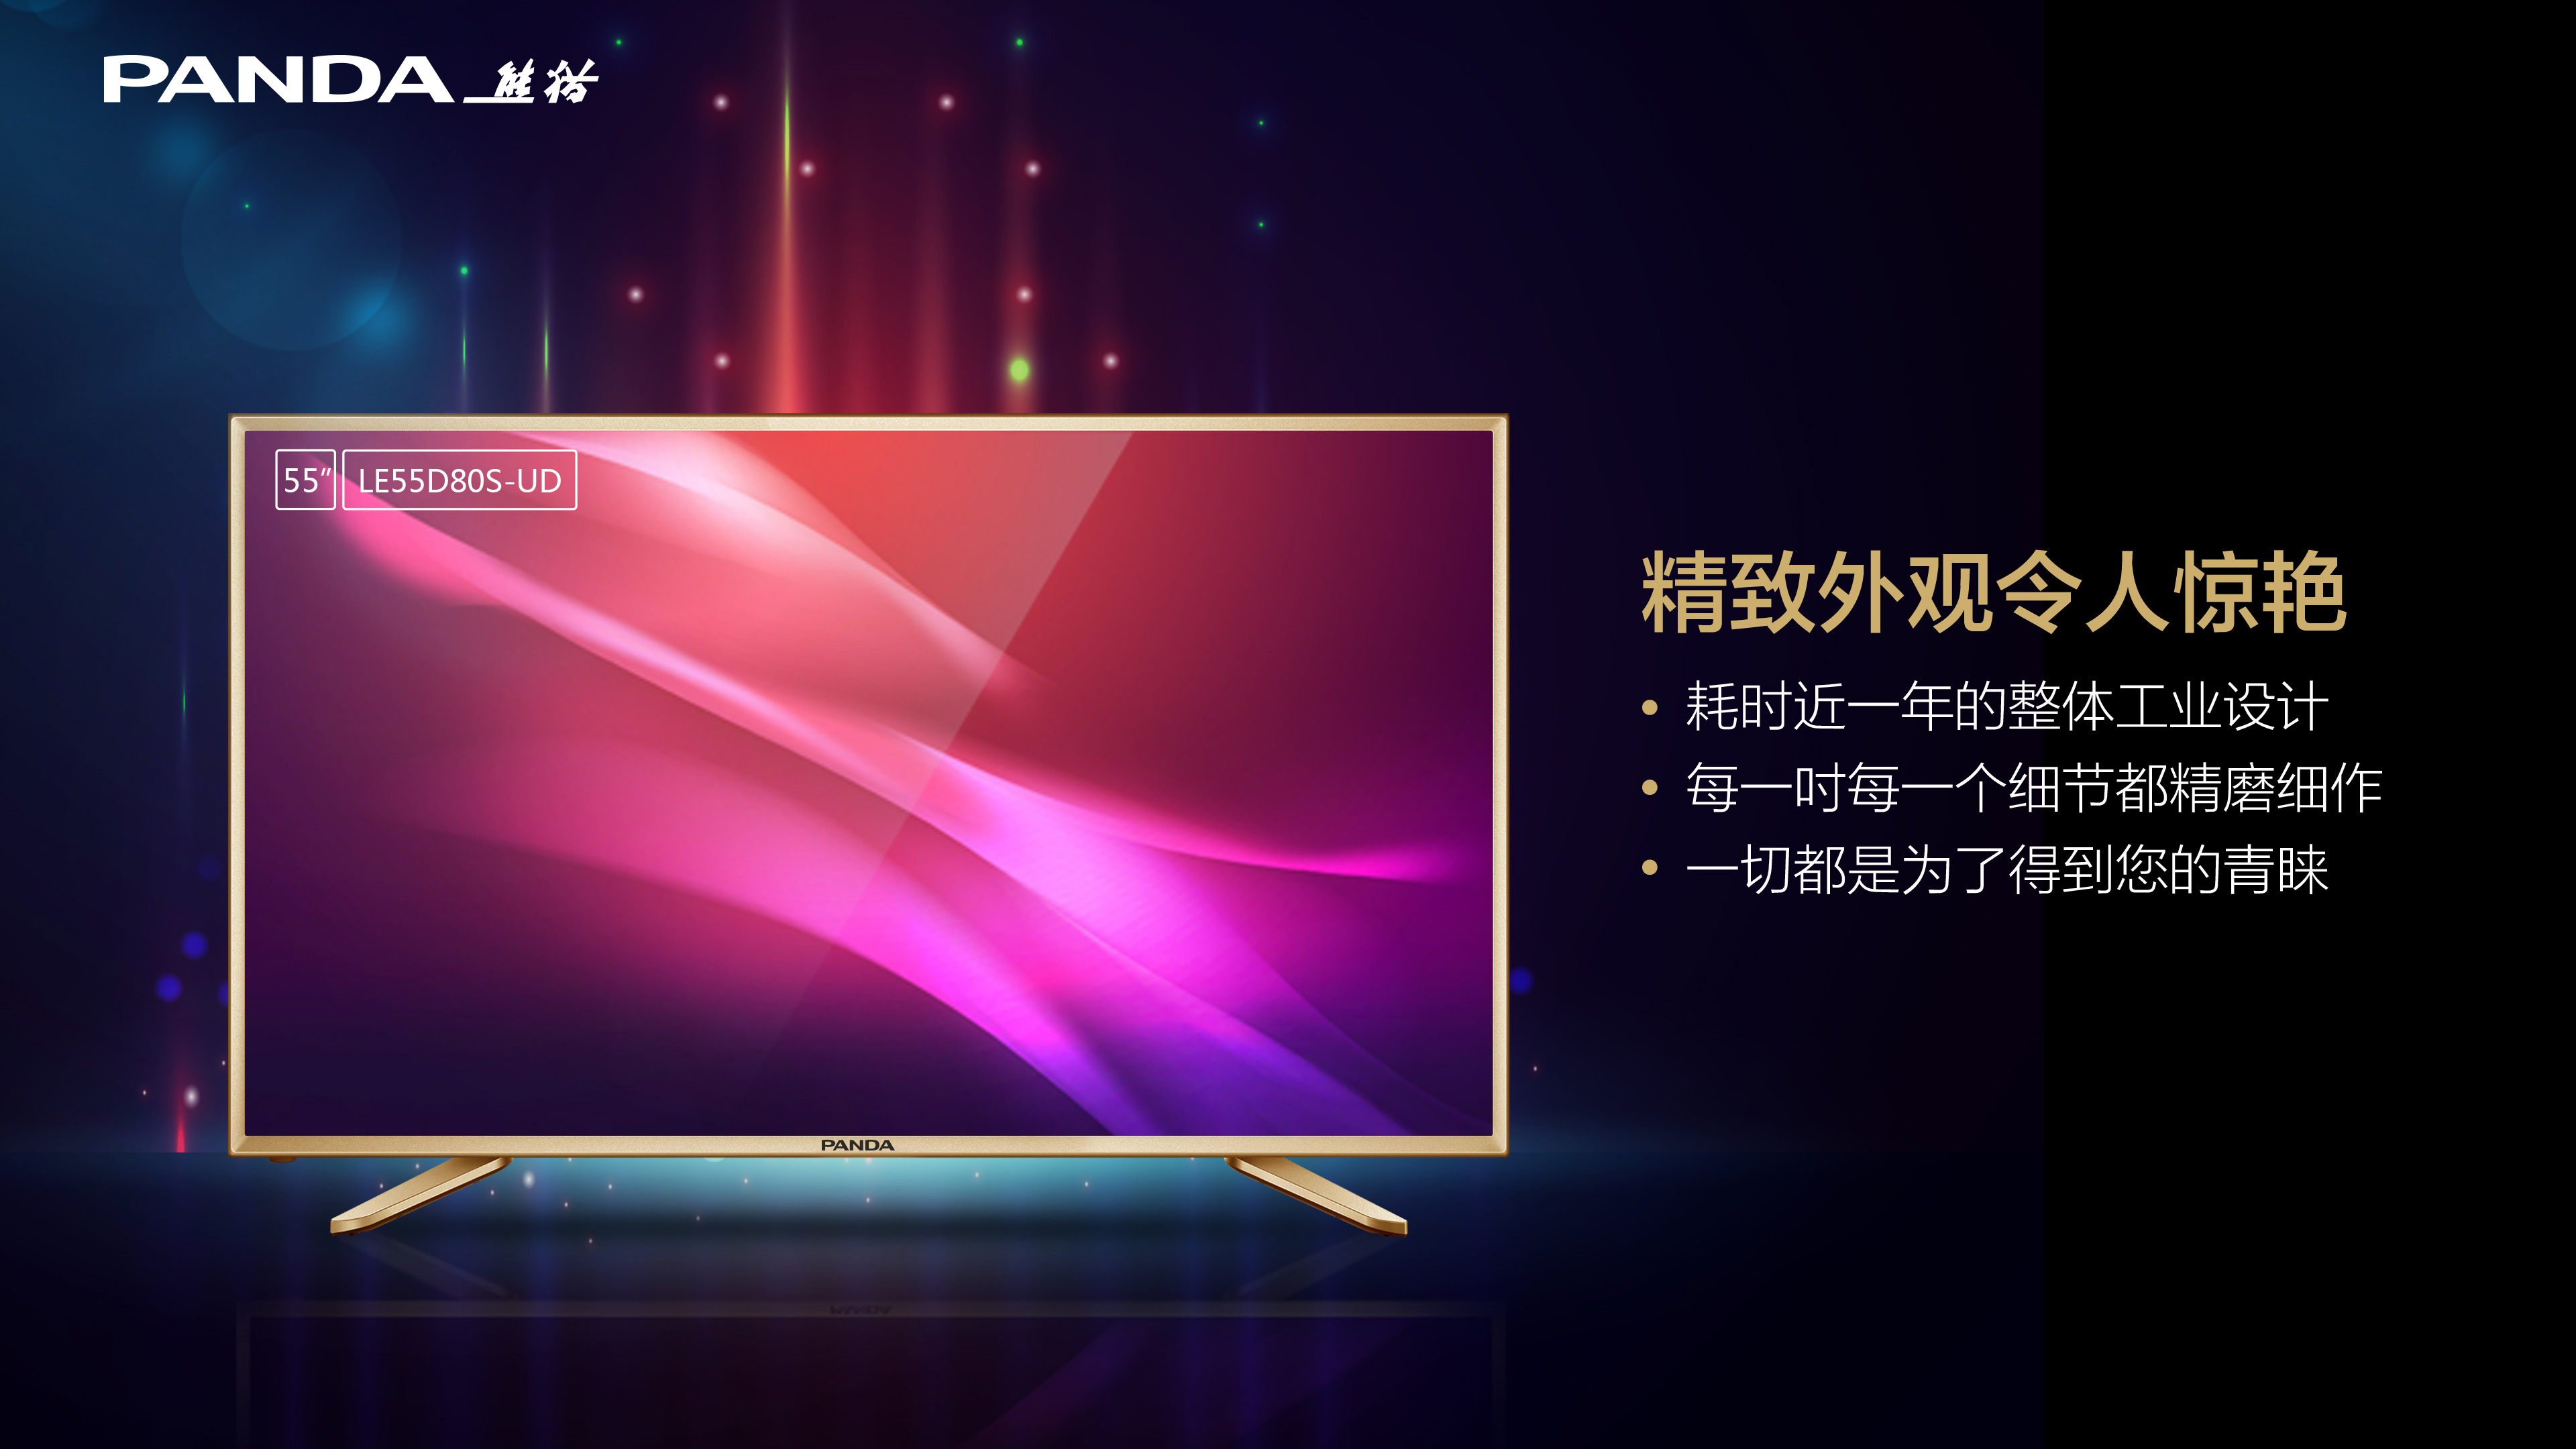 PANDA 熊猫
55" LE55D80S-UD
精致外观令人惊艳
• 耗时近一年的整体工业设计
• 每一吋每一个细节都精磨细作
• 一切都是为了得到您的青睐
PANDA